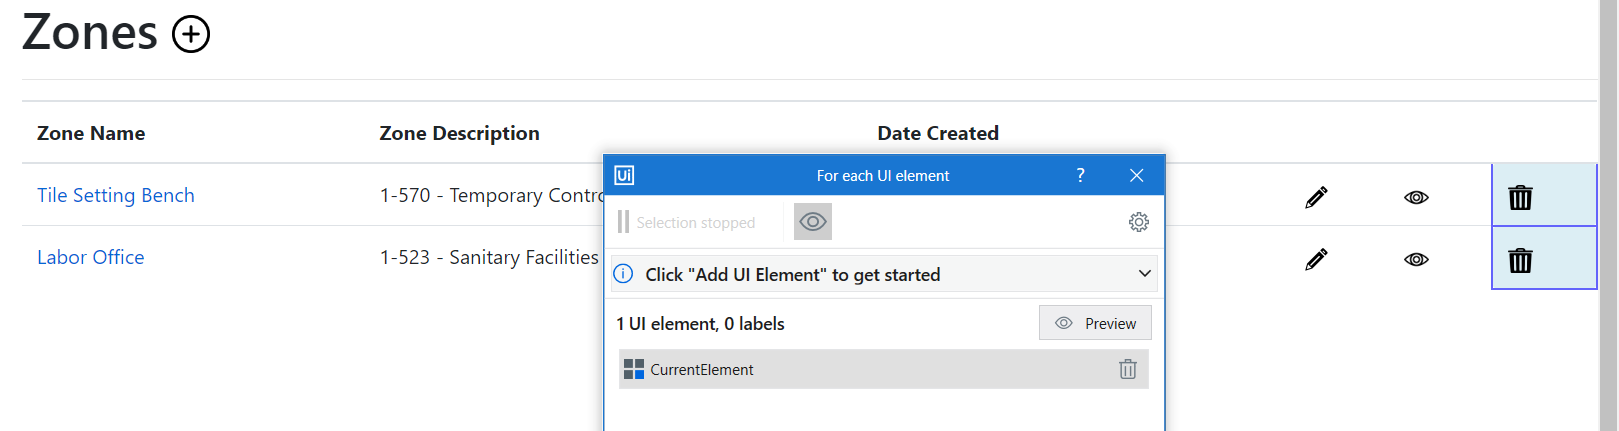 Zones
Zone Name Zone Description Date Created
Ui For each UI element ?
Tile Setting Bench 1-570 - Temporary Contro
Selection stopped
Labor Office 1-523 - Sanitary Facilities
Click "Add UI Element" to get started
1 UI element, 0 labels Preview
CurrentElement